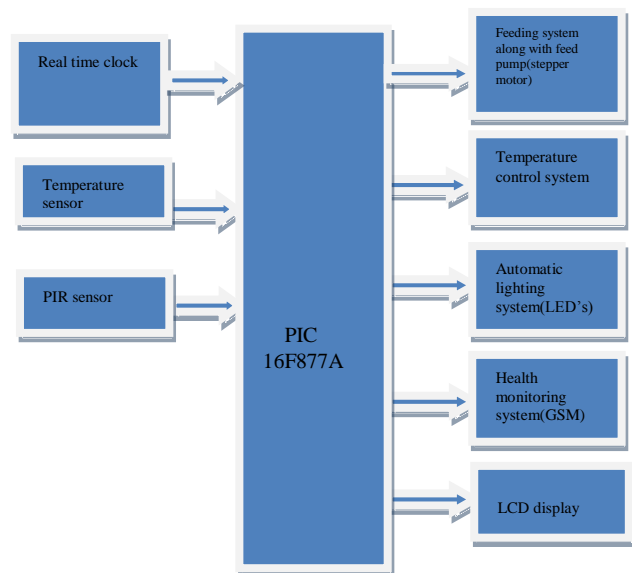 Real time clock
Temperature
sensor
PIR sensor
PIC
16F877A
Feeding system
along with feed
pump(stepper
motor)
Temperature
control system
Automatic
lighting
system(LED’s)
Health
monitoring
system(GSM)
LCD display